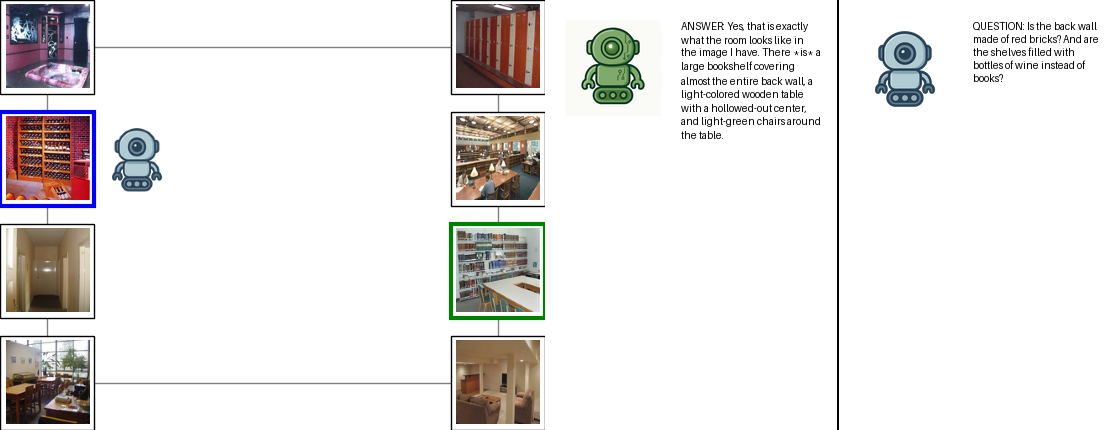 ANSWER: Yes, that is exactly
what the room looks like in
the image I have. There *is* a
large bookshelf covering
almost the entire back wall, a
light-colored wooden table
with a hollowed-out center,
and light-green chairs around
the table.
QUESTION: Is the back wall
made of red bricks? And are
the shelves filled with
bottles of wine instead of
books?